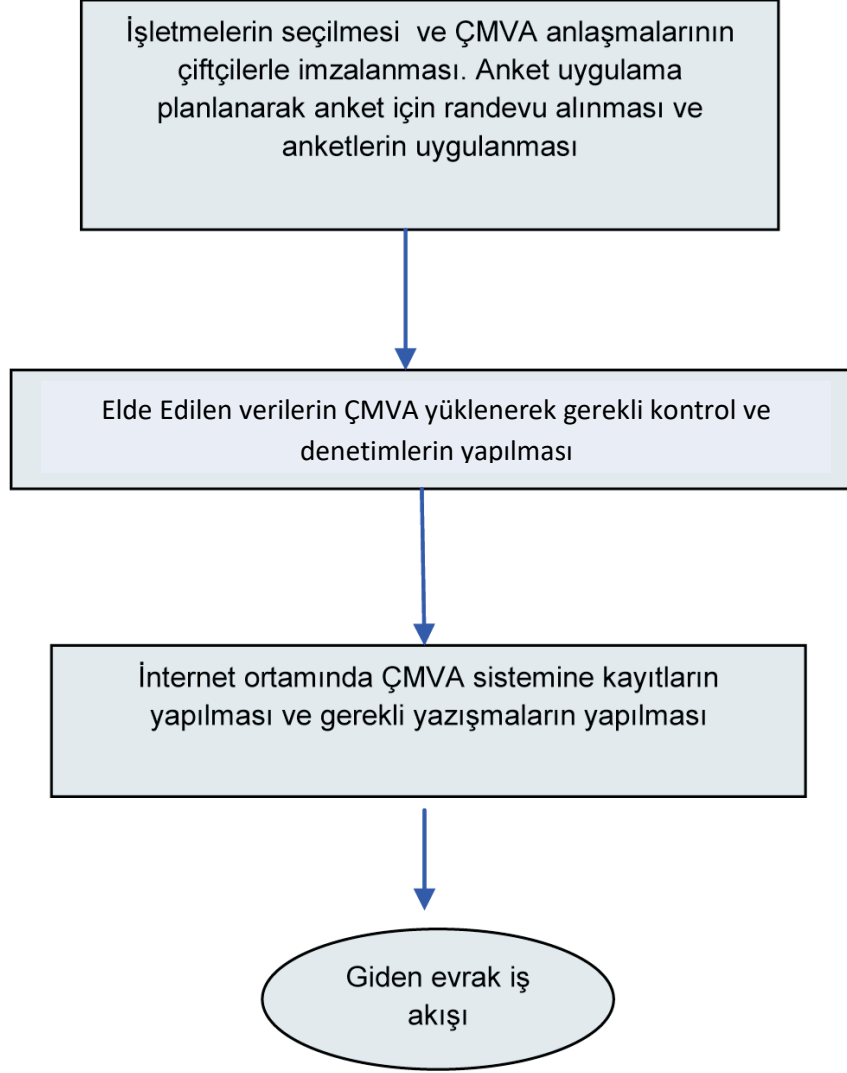 İşletmelerin seçilmesi ve ÇMVA anlaşmalarının
çiftçilerle imzalanması. Anket uygulama
planlanarak anket için randevu alınması ve
anketlerin uygulanması
Elde Edilen verilerin ÇMVA yüklenerek gerekli kontrol ve
denetimlerin yapılması
İnternet ortamında ÇMVA sistemine kayıtların
yapılması ve gerekli yazışmaların yapılması
Giden evrak iş
akışı